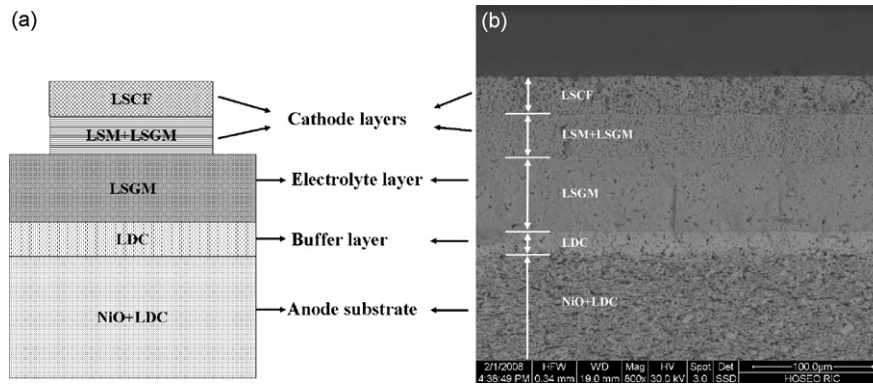 (a)
LSCF
LSM+LSGM
LSGM
LDC
NiO+LDC
Cathode layers
Electrolyte layer
Buffer layer
Anode substrate
(b)
LSCF
LSM+LSGM
LSGM
LDC
NiO+LDC
2/1/2008 HFW WD Mag HV Spot Det 100.0µm
4:38:49 PM 0.34 mm 19.0 mm 800x 30.0 kV 3.0 SSD HOSEO RIC